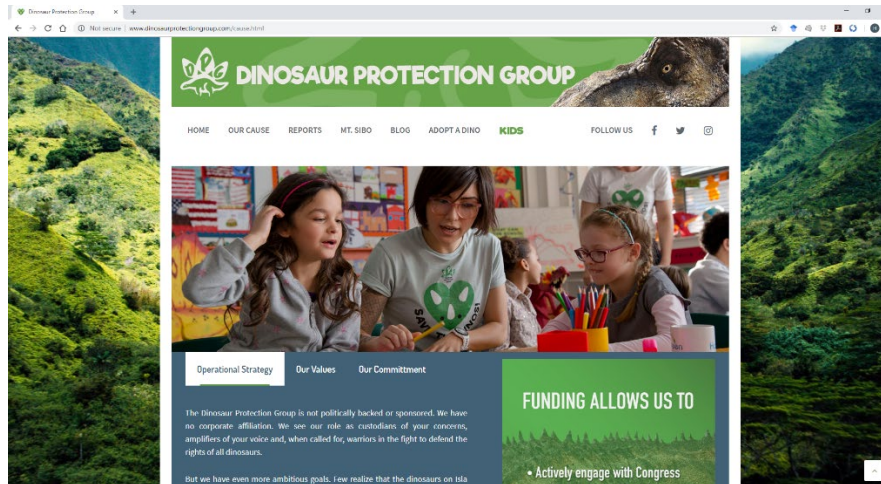 Dinosaur Protection Group
Not secure | www.dinosaurprotectiongroup.com/cause.html
DINOSAUR PROTECTION GROUP
HOME OUR CAUSE REPORTS MT. SIBO BLOG ADOPT A DINO KIDS FOLLOW US
Operational Strategy Our Values Our Committment
The Dinosaur Protection Group is not politically backed or sponsored. We have
no corporate affiliation. We see our role as custodians of your concerns,
amplifiers of your voice and, when called for, warriors in the fight to defend the
rights of all dinosaurs.
But we have even more ambitious goals. Few realize that the dinosaurs on Isla
FUNDING ALLOWS US TO
• Actively engage with Congress